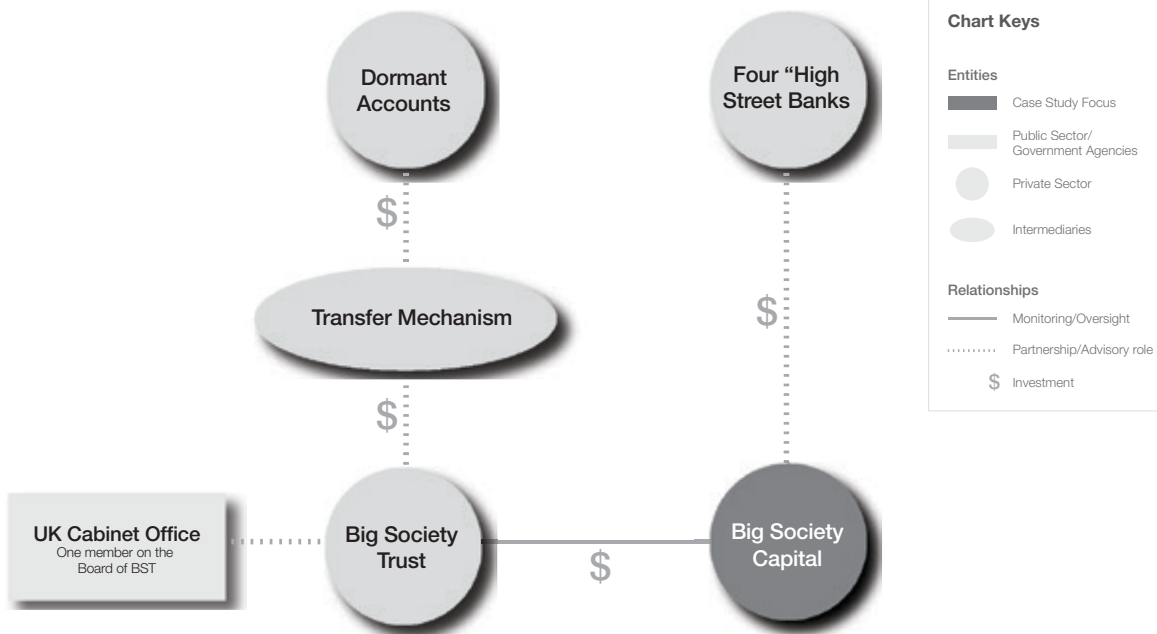 Dormant
Accounts
Four “High
Street Banks
$
Transfer Mechanism
$
$
UK Cabinet Office
One member on the
Board of BST
Big Society
Trust
$
Big Society
Capital
Chart Keys
Entities
Case Study Focus
Public Sector/
Government Agencies
Private Sector
Intermediaries
Relationships
Monitoring/Oversight
Partnership/Advisory role
$ Investment